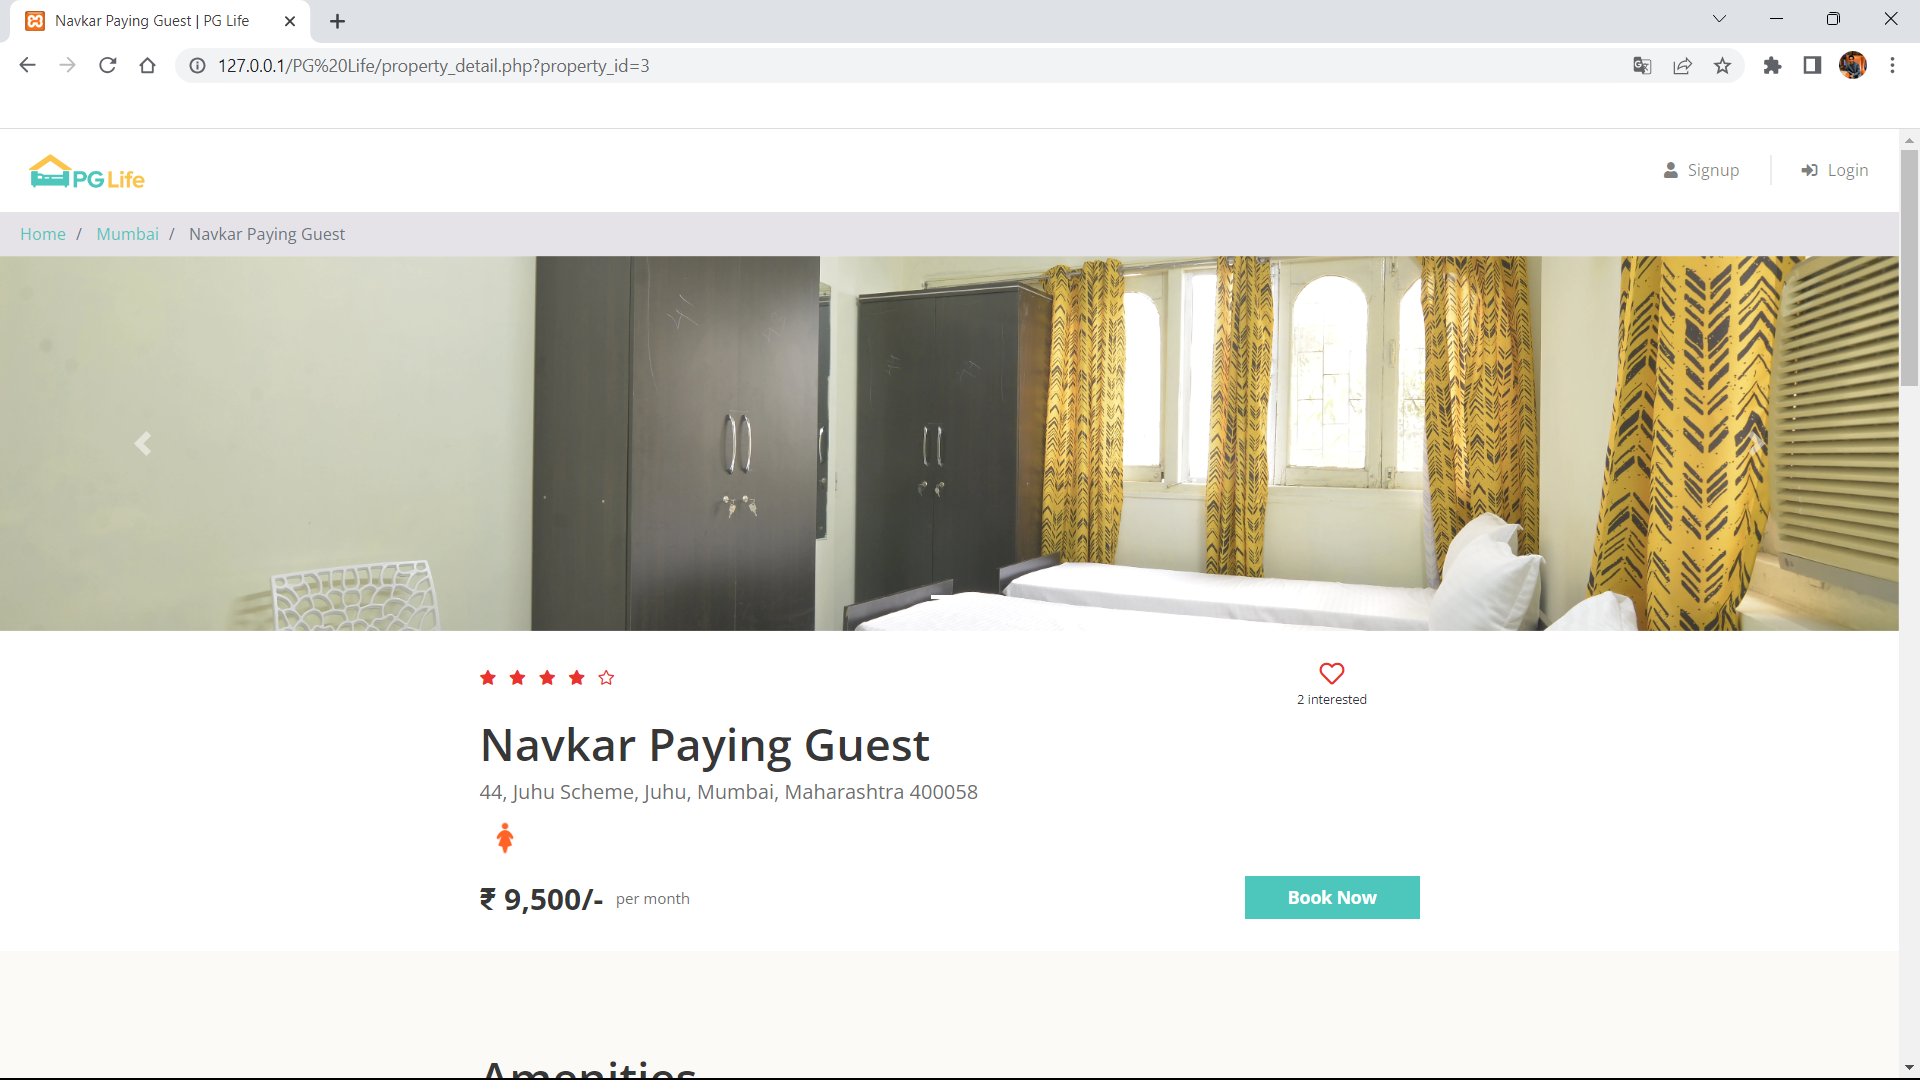 Navkar Paying Guest | PG Life
127.0.0.1/PG%20Life/property_detail.php?property_id=3
PG Life
Signup
Login
Home / Mumbai / Navkar Paying Guest
2 interested
Navkar Paying Guest
44, Juhu Scheme, Juhu, Mumbai, Maharashtra 400058
₹ 9,500/- per month
Book Now
Amenities